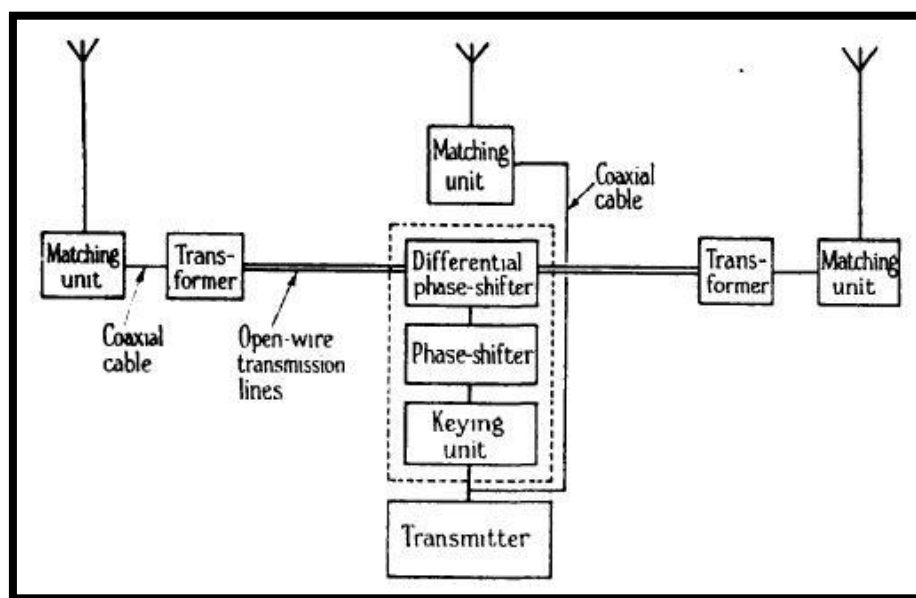 Matching
unit
Coaxial
cable
Matching
unit
Trans-
former
Differential
phase-shifter
Trans-
former
Matching
unit
Coaxial
cable
Open-wire
transmission
lines
Phase-shifter
Keying
unit
Transmitter